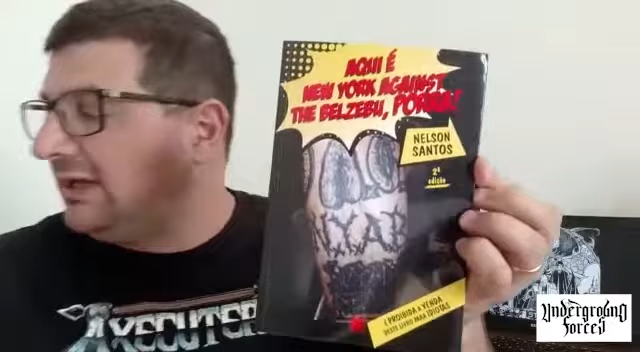 AQUI É
NEW YORK AGAINST
THE BELZEBU, PORRA!
NELSON
SANTOS
2ª
edição
É PROIBIDA A VENDA
DESTE LIVRO PARA IDIOTAS
EXECUTER
Underground
Forces